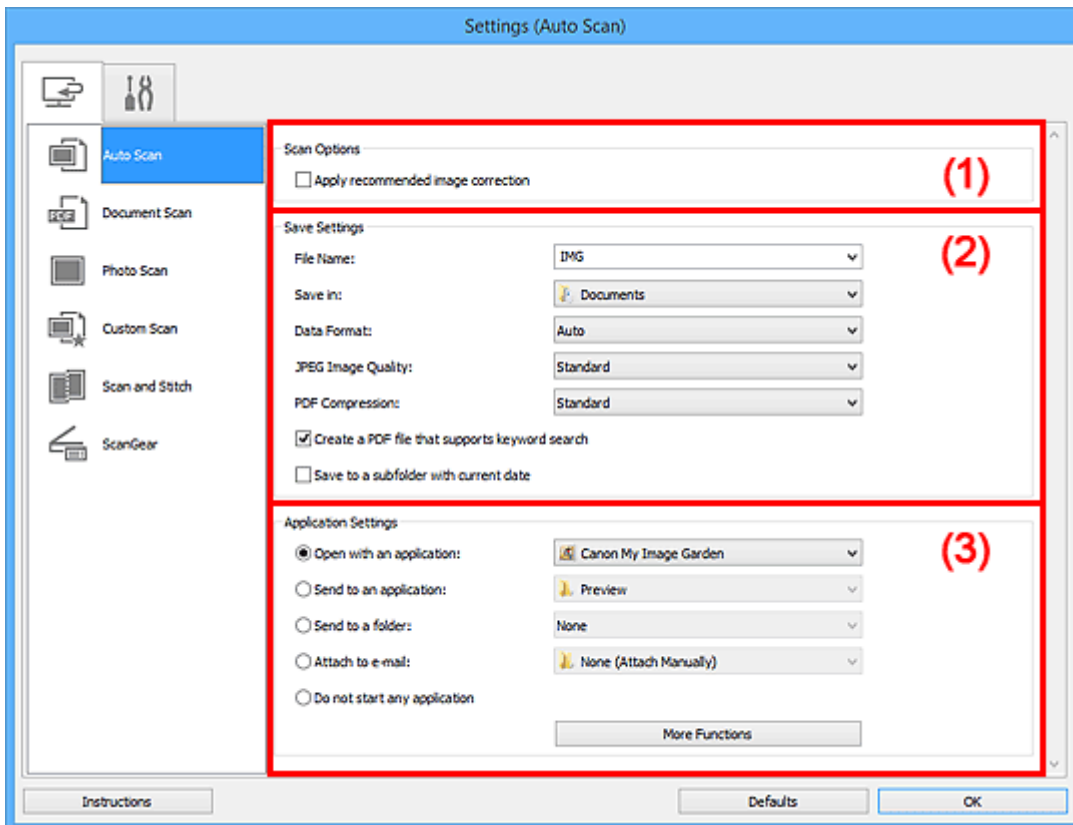 Settings (Auto Scan)
Auto Scan
Document Scan
PDF
Photo Scan
Custom Scan
Scan and Stitch
ScanGear
Scan Options
Apply recommended image correction
(1)
Save Settings
(2)
File Name: IMG
Save in: Documents
Data Format: Auto
JPEG Image Quality: Standard
PDF Compression: Standard
Create a PDF file that supports keyword search
Save to a subfolder with current date
Application Settings
(3)
Open with an application: Canon My Image Garden
Send to an application: Preview
Send to a folder: None
Attach to e-mail: None (Attach Manually)
Do not start any application
More Functions
Instructions Defaults OK